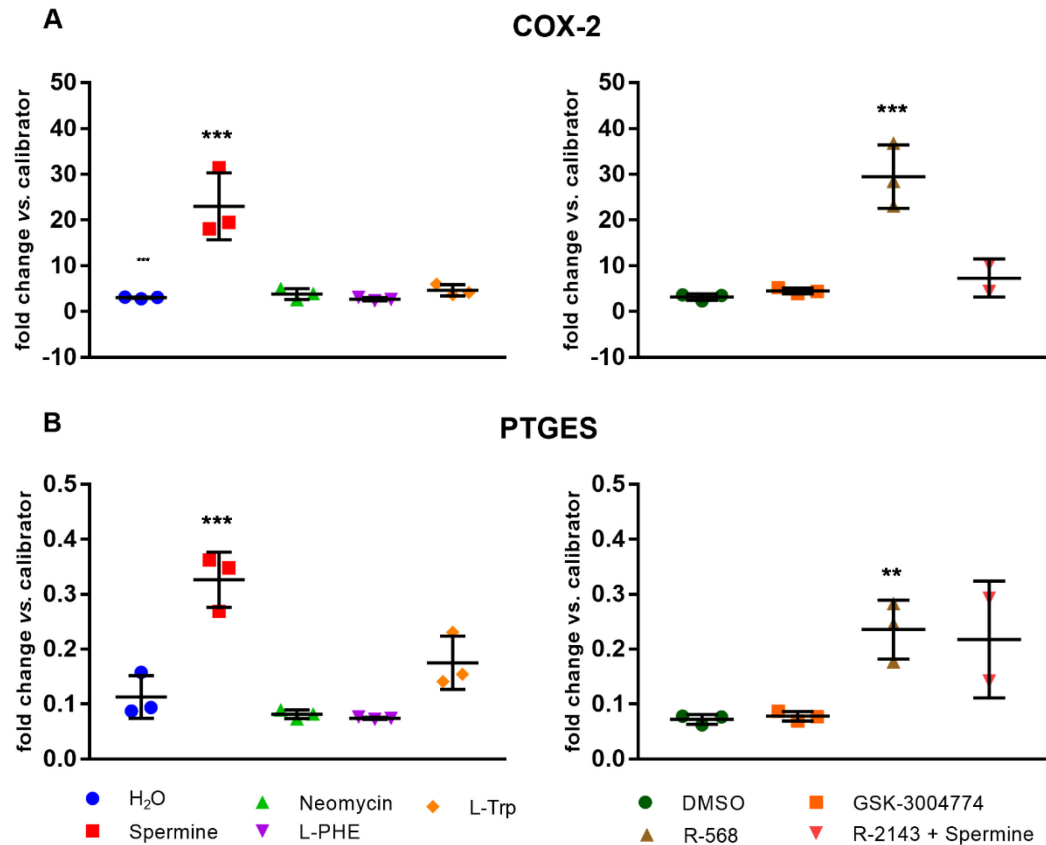 A
COX-2
fold change vs. calibrator
50
40
30
20
10
0
-10
***
***
fold change vs. calibrator
50
40
30
20
10
0
-10
***
B
PTGES
fold change vs. calibrator
0.5
0.4
0.3
0.2
0.1
0.0
***
fold change vs. calibrator
0.5
0.4
0.3
0.2
0.1
0.0
**
H₂O
Neomycin
L-Trp
Spermine
L-PHE
DMSO
GSK-3004774
R-568
R-2143 + Spermine